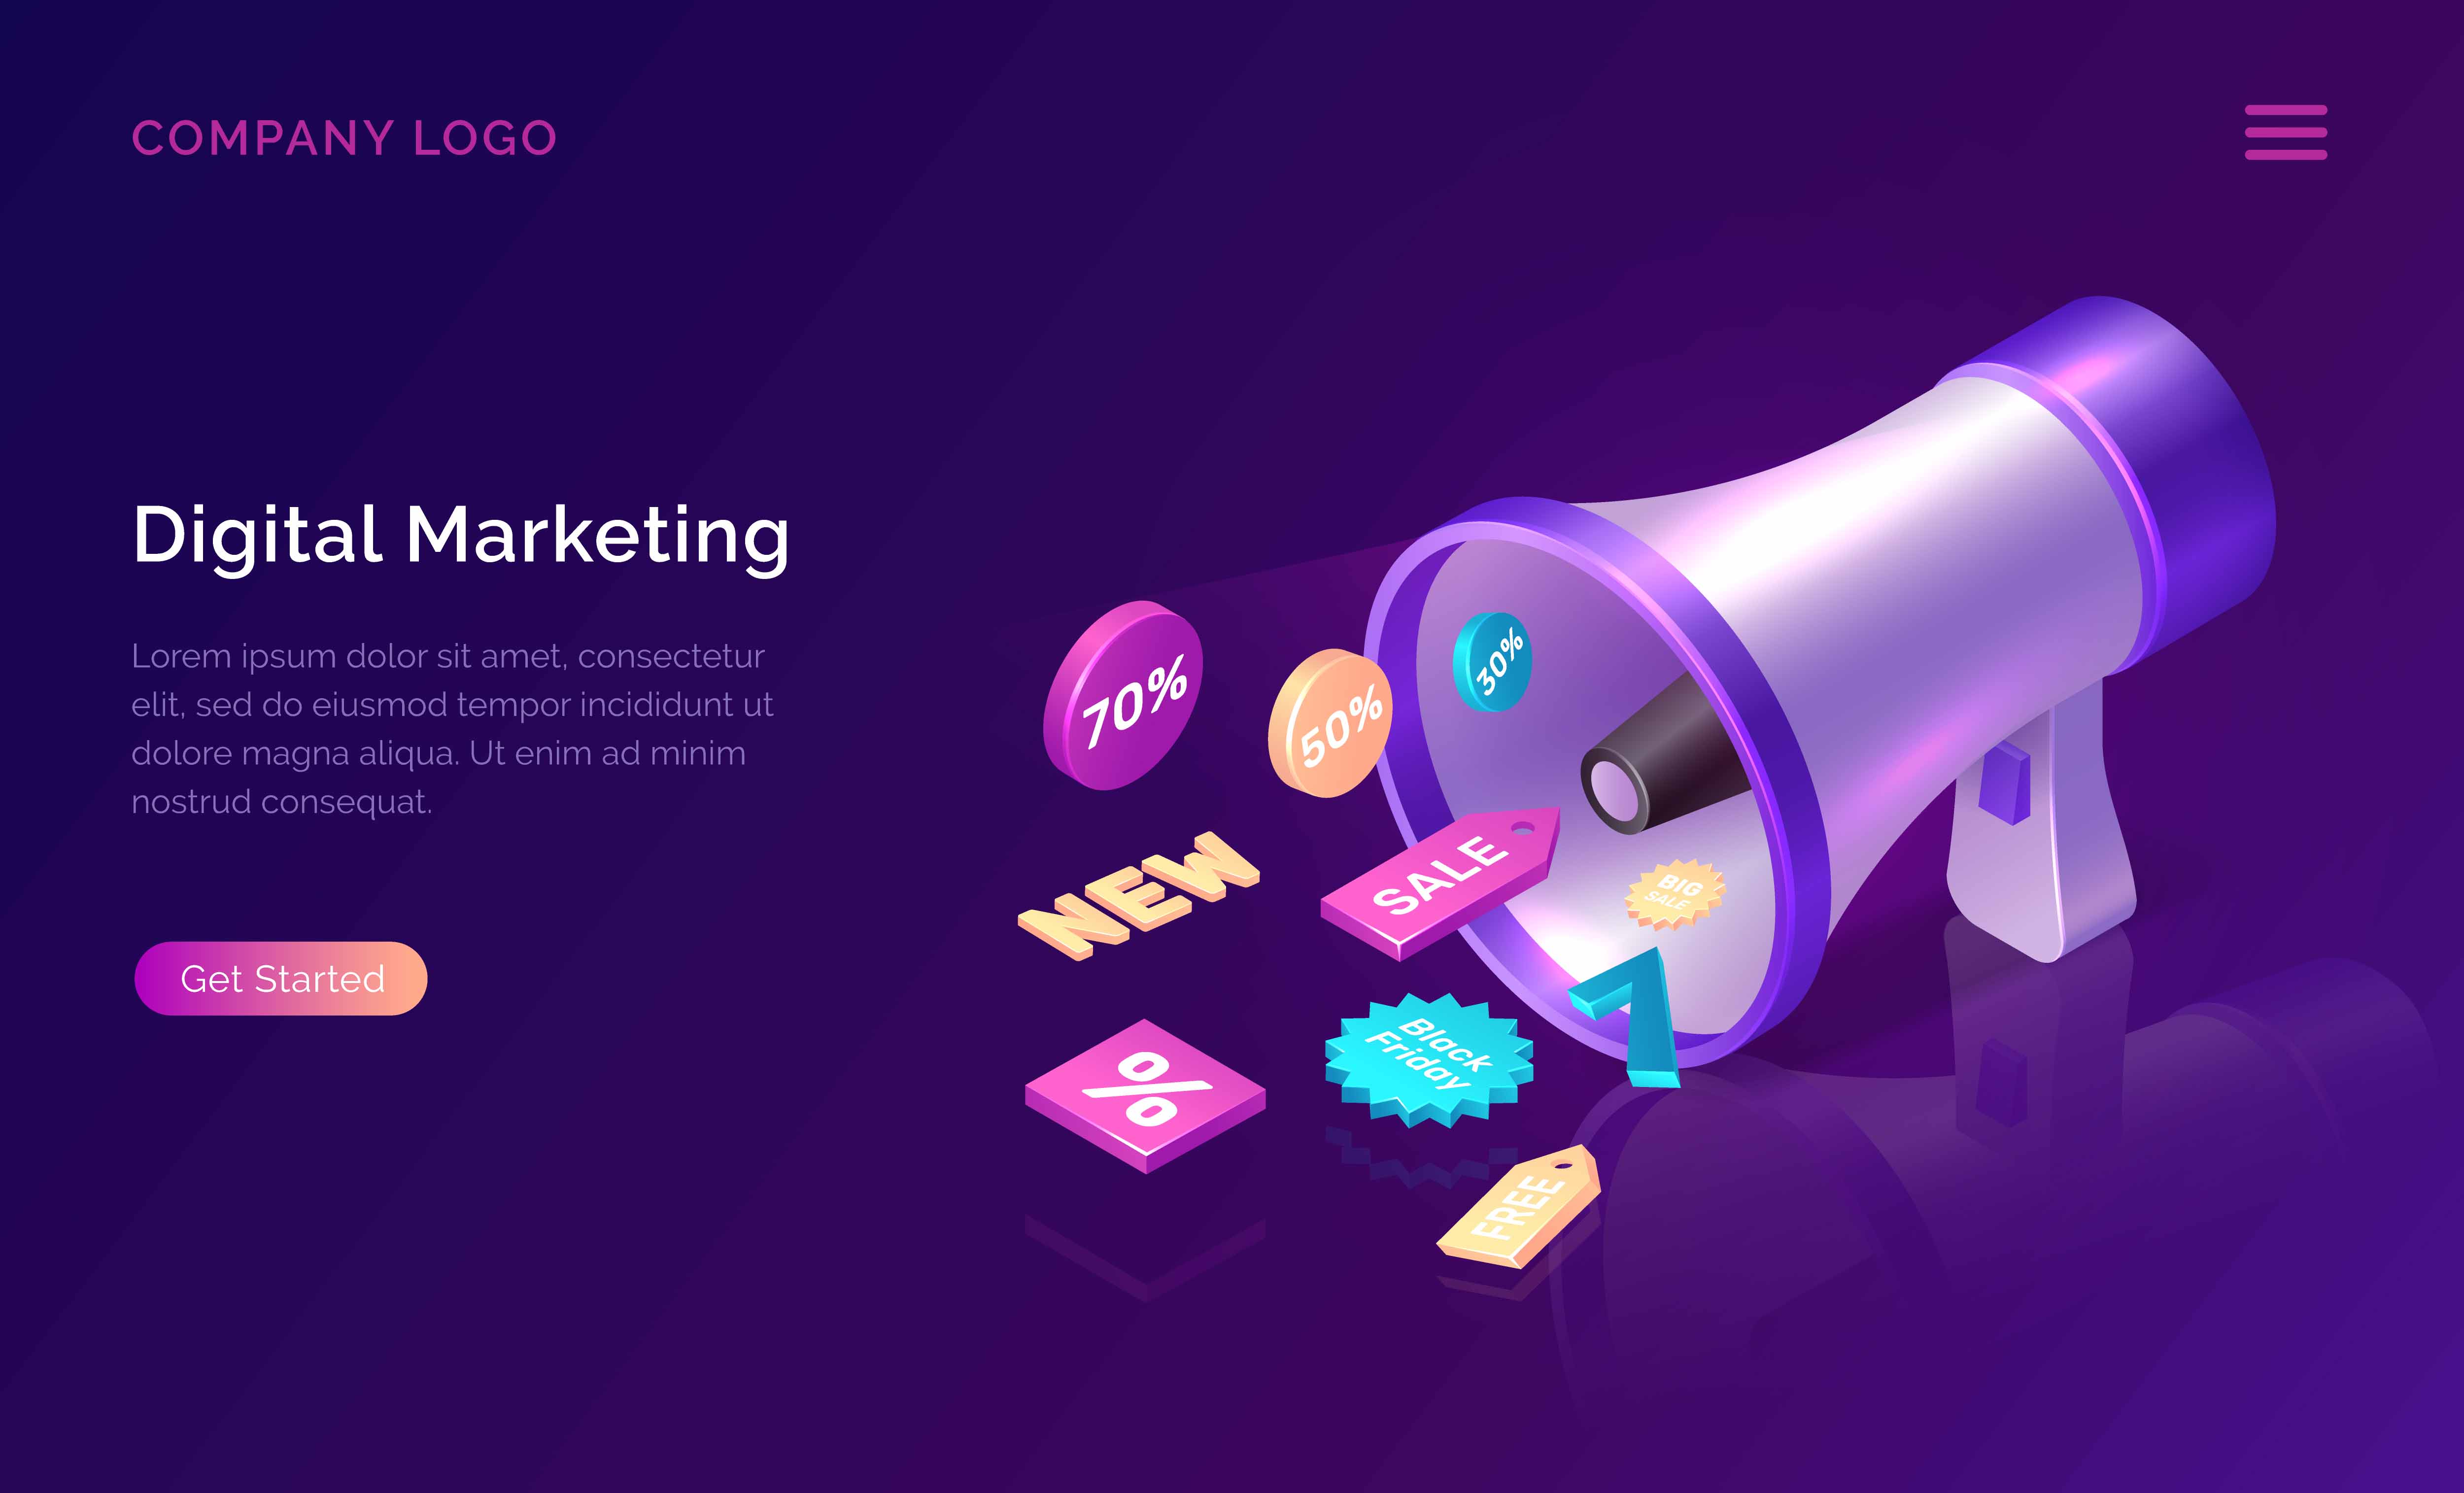 COMPANY LOGO
Digital Marketing
Lorem ipsum dolor sit amet, consectetur
elit, sed do eiusmod tempor incididunt ut
dolore magna aliqua. Ut enim ad minim
nostrud consequat.
Get Started
70%
50%
30%
NEW
SALE
BIG
SALE
%
Black
Friday
FREE